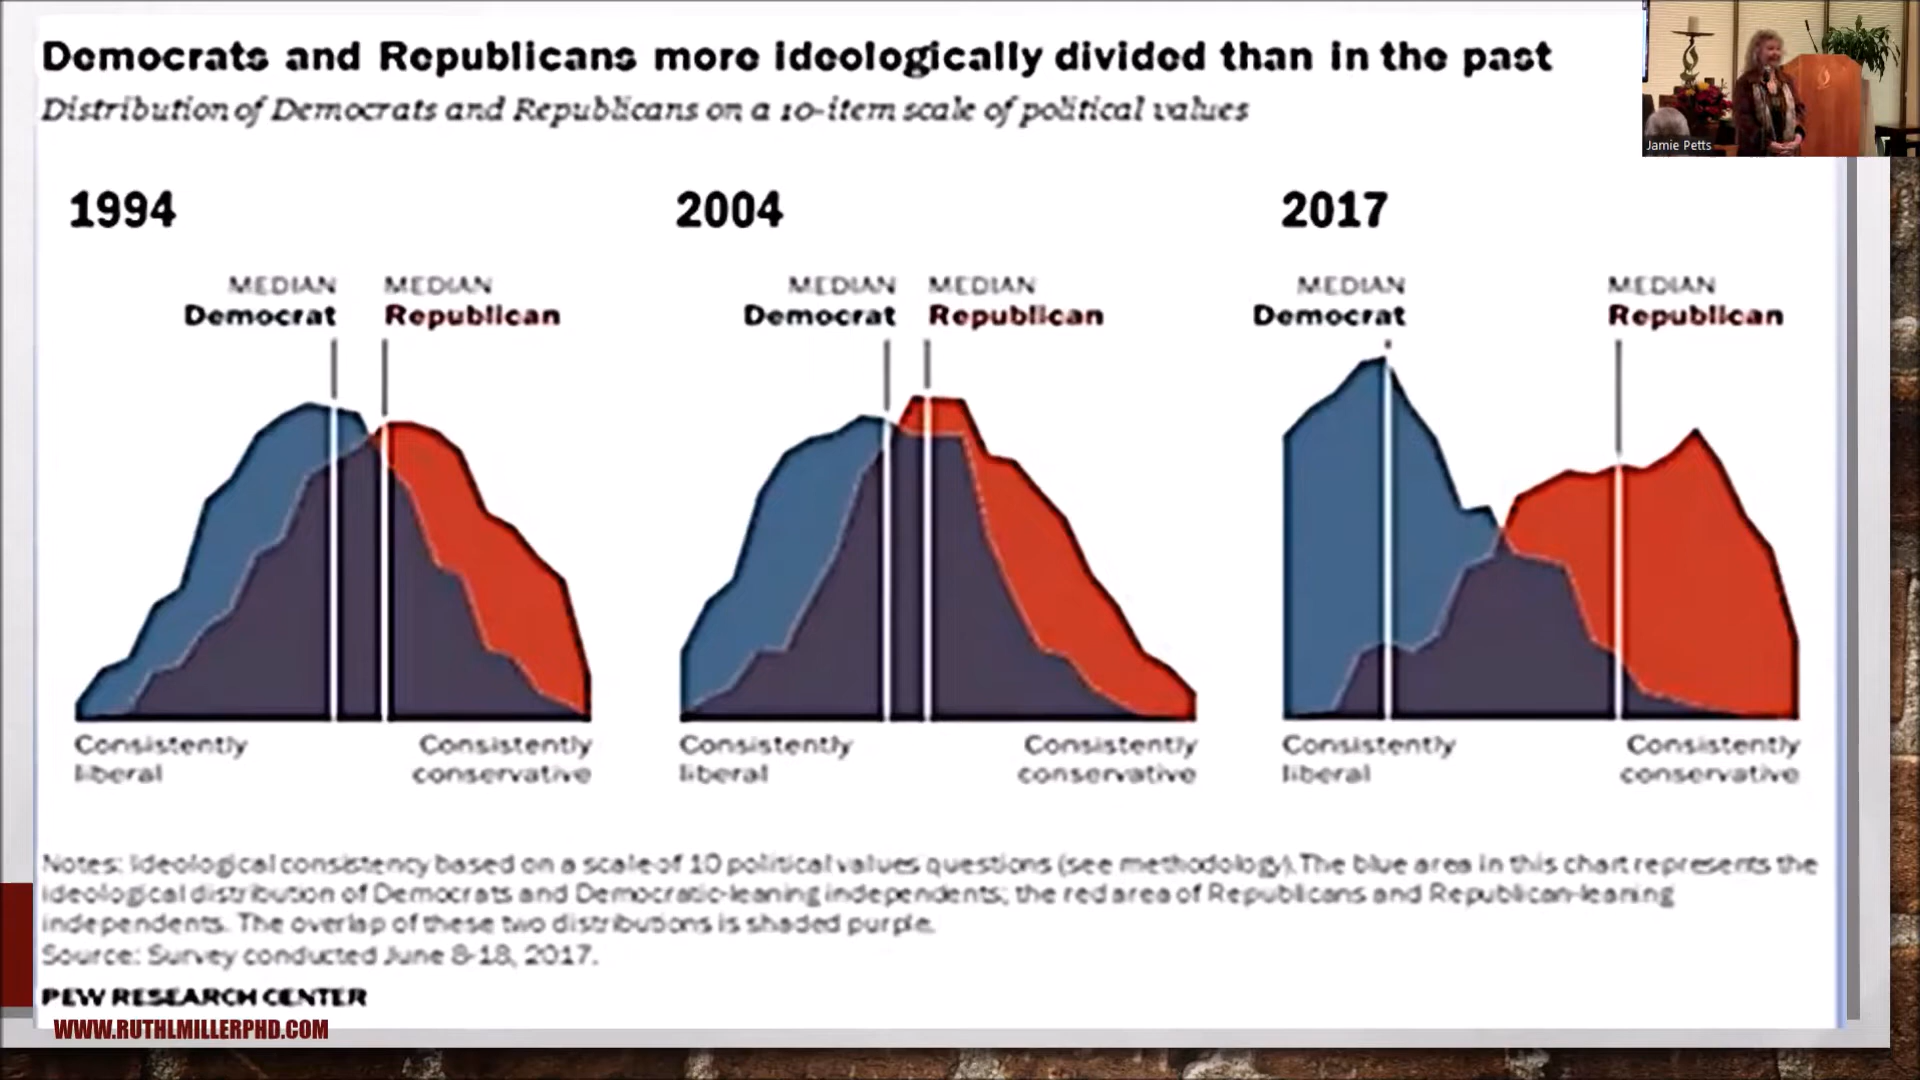 Democrats and Republicans more ideologically divided than in the past
Distribution of Democrats and Republicans on a 10-item scale of political values
Jamie Petts
1994
MEDIAN Democrat
MEDIAN Republican
Consistently liberal
Consistently conservative
2004
MEDIAN Democrat
MEDIAN Republican
Consistently liberal
Consistently conservative
2017
MEDIAN Democrat
MEDIAN Republican
Consistently liberal
Consistently conservative
Notes: Ideological consistency based on a scale of 10 political values questions (see methodology). The blue area in this chart represents the
ideological distribution of Democrats and Democratic-leaning independents; the red area of Republicans and Republican-leaning
independents. The overlap of these two distributions is shaded purple.
Source: Survey conducted June 8-18, 2017.
PEW RESEARCH CENTER
WWW.RUTHLMILLERPHD.COM